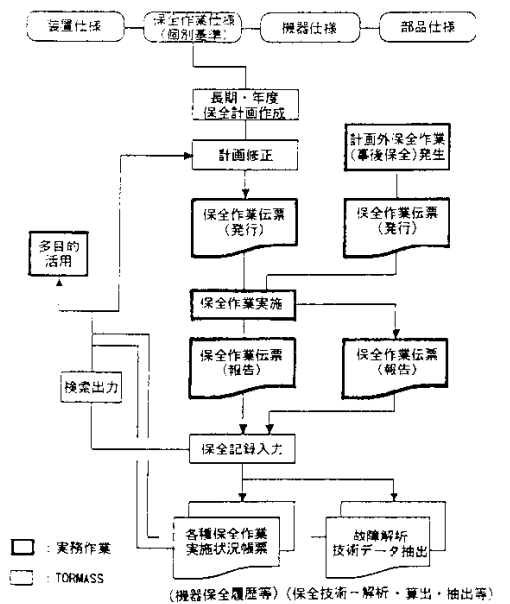 装置仕様
保全作業仕様
(個別基準)
機器仕様
部品仕様
長期・年度
保全計画作成
計画修正
計画外保全作業
(事後保全)発生
保全作業伝票
(発行)
保全作業伝票
(発行)
多目的
活用
保全作業実施
保全作業伝票
(報告)
保全作業伝票
(報告)
検索出力
保全記録入力
各種保全作業
実施状況帳票
故障解析
技術データ抽出
:実務作業
:TORMASS
(機器保全履歴等)
(保全技術-解析・算出・抽出等)